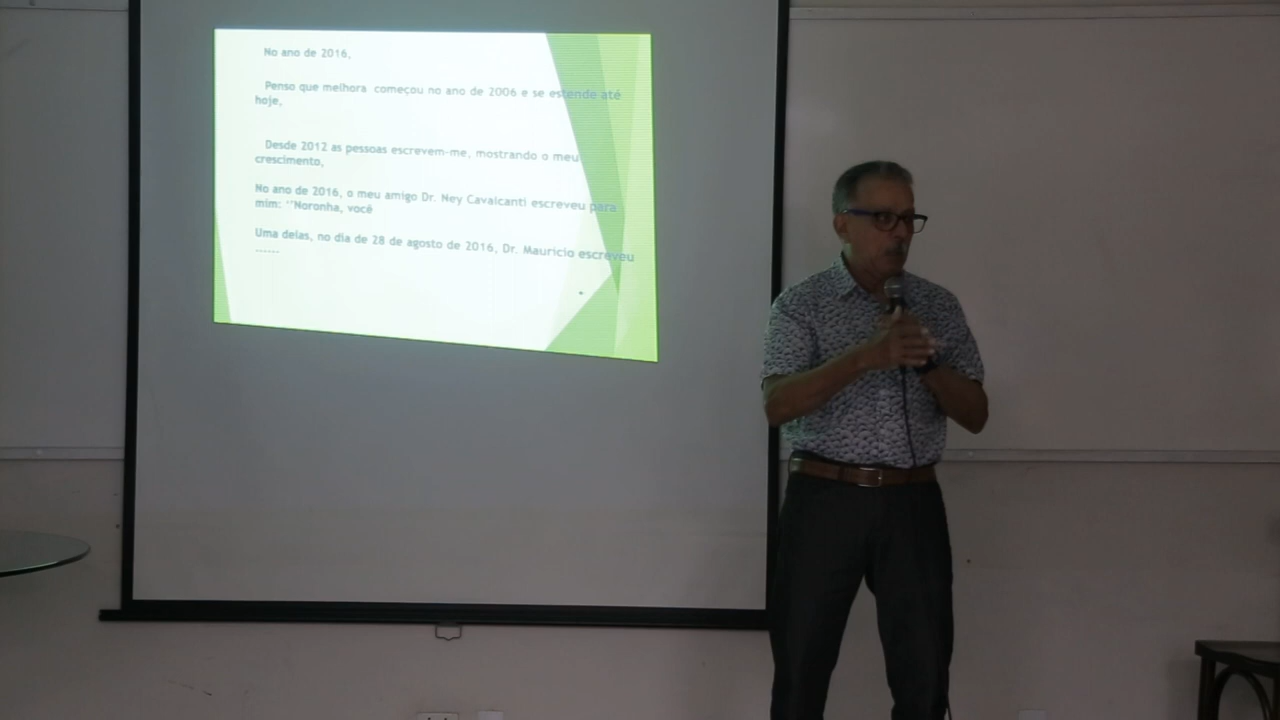 No ano de 2016,
Penso que melhora começou no ano de 2006 e se estende até
hoje,
Desde 2012 as pessoas escrevem-me, mostrando o meu
crescimento,
No ano de 2016, o meu amigo Dr. Ney Cavalcanti escreveu para
mim: ''Noronha, você
Uma delas, no dia de 28 de agosto de 2016, Dr. Mauricio escreveu
......